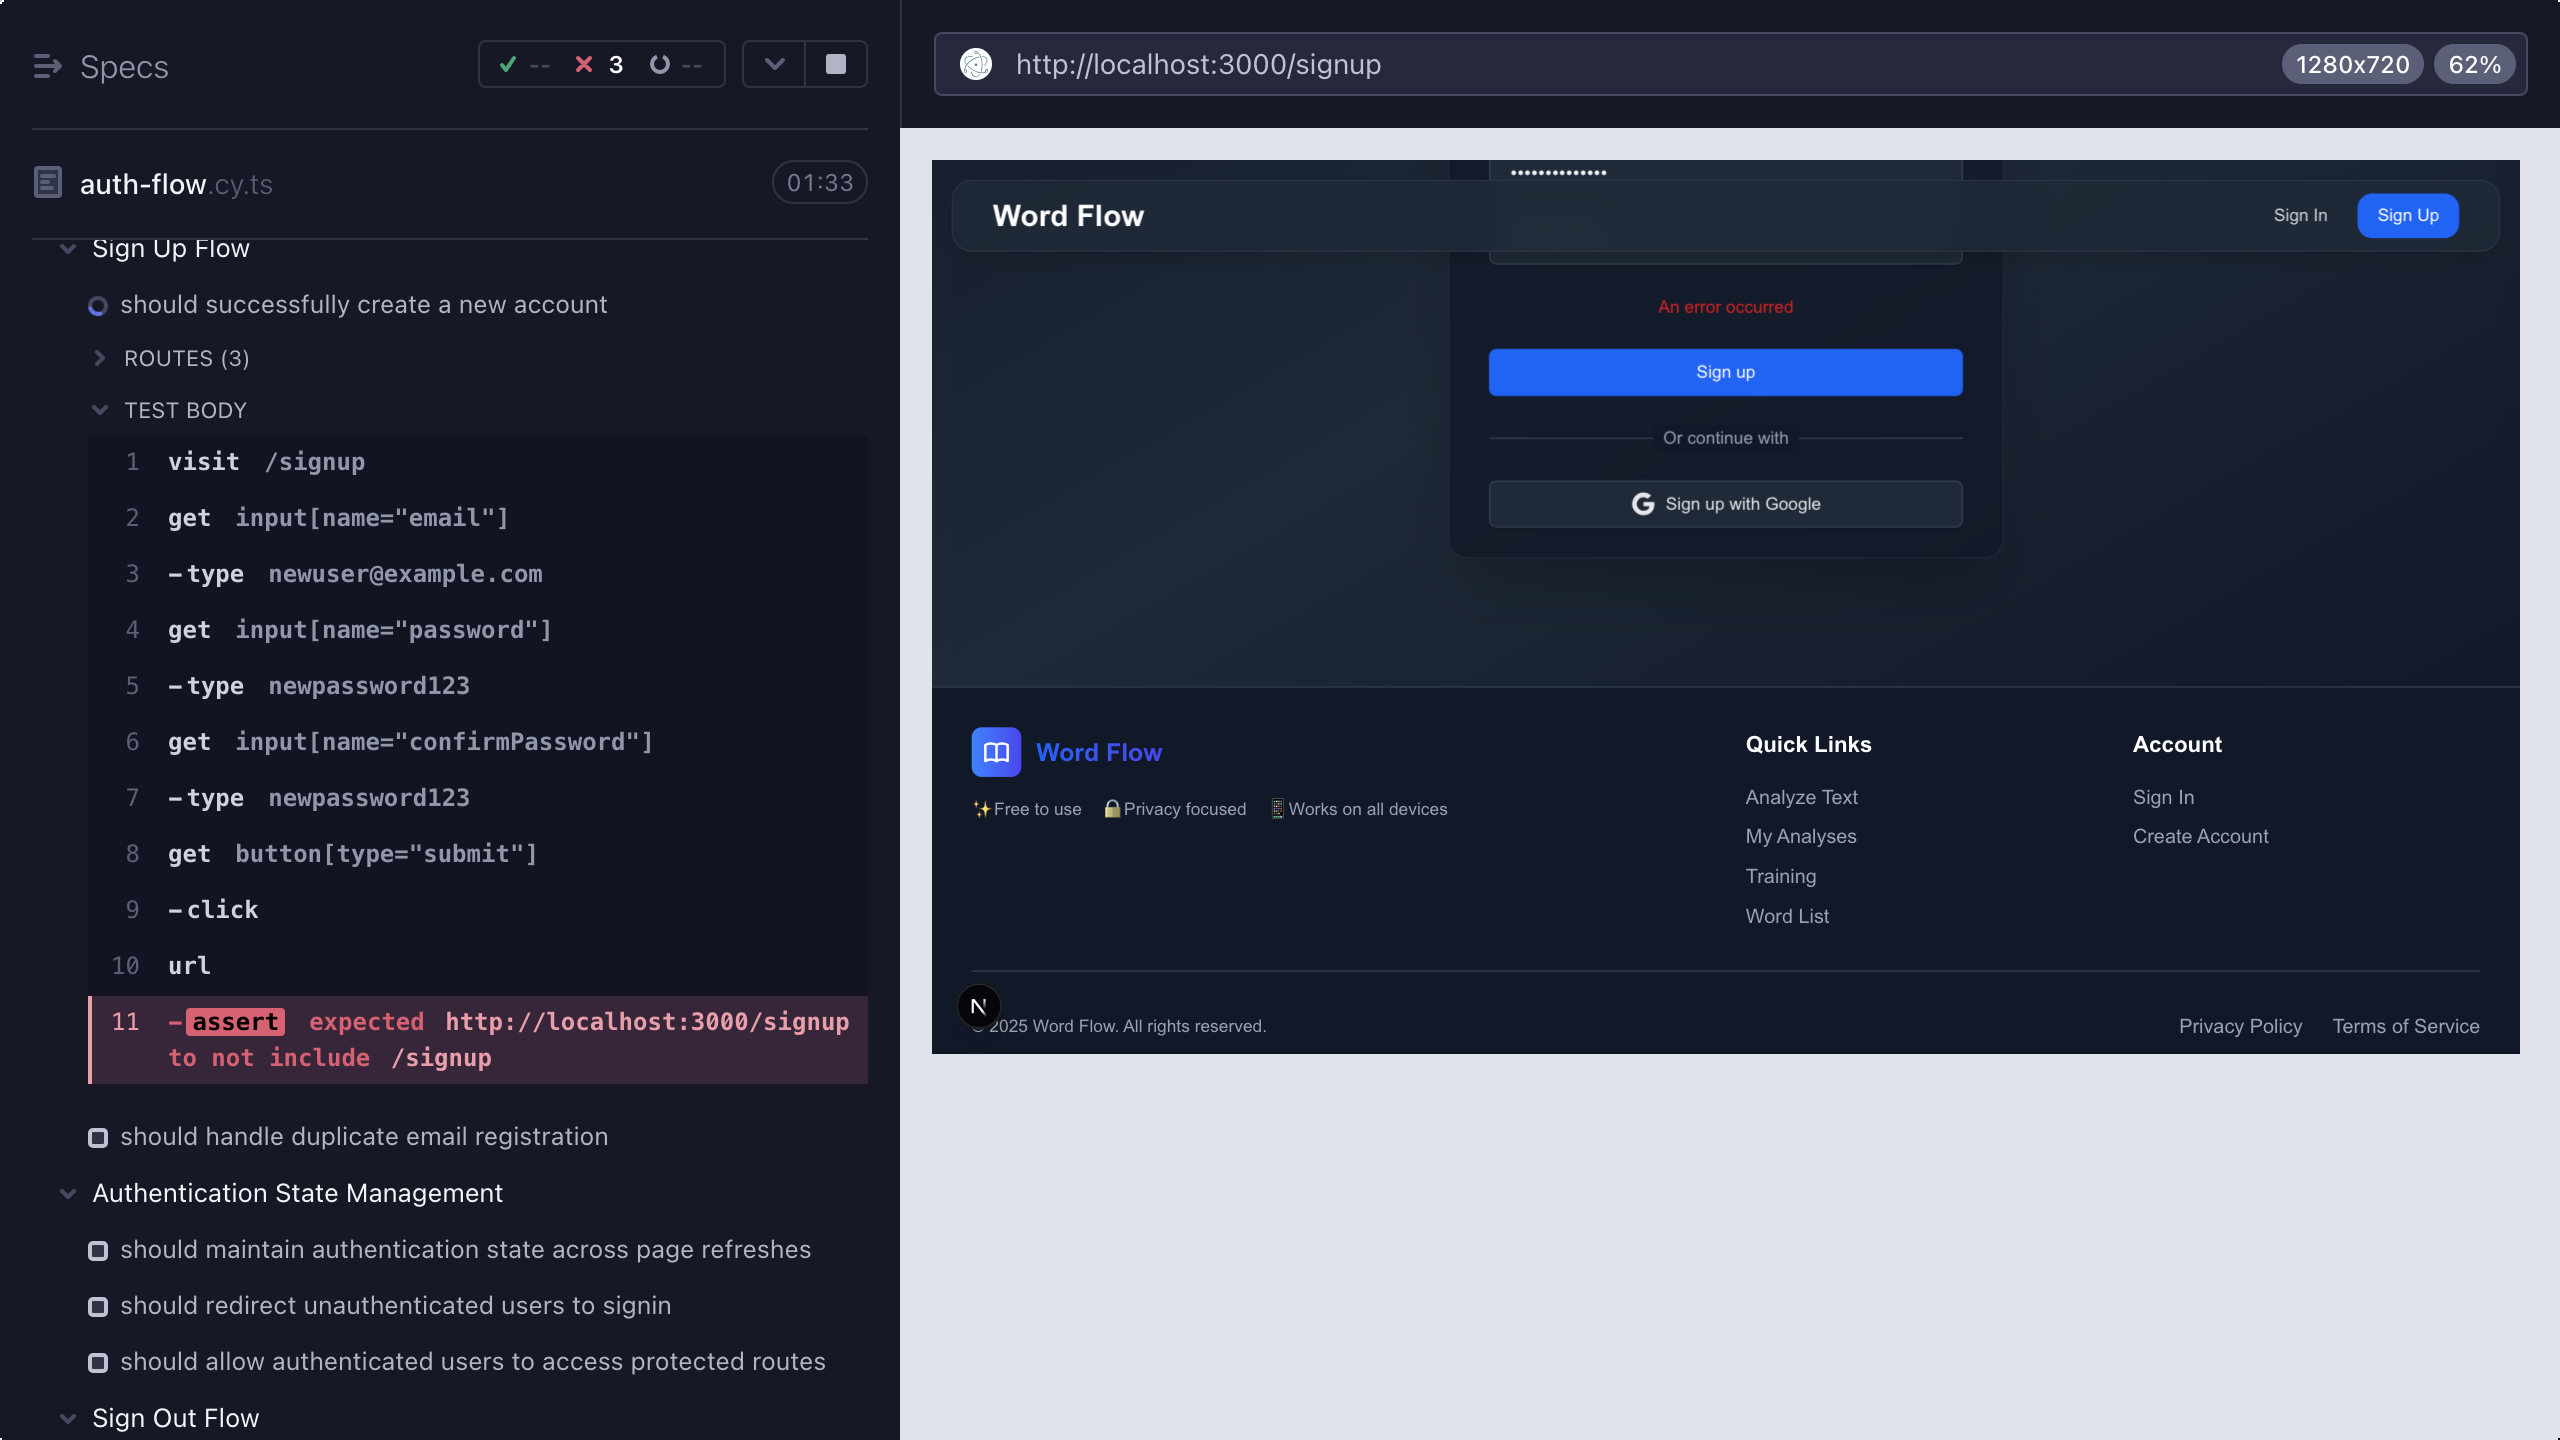 Specs
-- 3 --
auth-flow.cy.ts
01:33
Sign Up Flow
should successfully create a new account
ROUTES (3)
TEST BODY
1 visit /signup
2 get input[name="email"]
3 -type newuser@example.com
4 get input[name="password"]
5 -type newpassword123
6 get input[name="confirmPassword"]
7 -type newpassword123
8 get button[type="submit"]
9 -click
10 url
11 -assert expected http://localhost:3000/signup
to not include /signup
should handle duplicate email registration
Authentication State Management
should maintain authentication state across page refreshes
should redirect unauthenticated users to signin
should allow authenticated users to access protected routes
Sign Out Flow
http://localhost:3000/signup
1280x720 62%
Word Flow
Sign In
Sign Up
An error occurred
Sign up
Or continue with
Sign up with Google
Word Flow
✨Free to use 🔒Privacy focused 📱Works on all devices
Quick Links
Analyze Text
My Analyses
Training
Word List
Account
Sign In
Create Account
N
© 2025 Word Flow. All rights reserved.
Privacy Policy Terms of Service